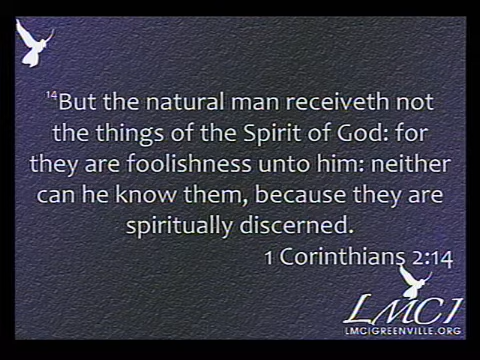 14But the natural man receiveth not
the things of the Spirit of God: for
they are foolishness unto him: neither
can he know them, because they are
spiritually discerned.
1 Corinthians 2:14
LMCI
LMCIGREENVILLE.ORG